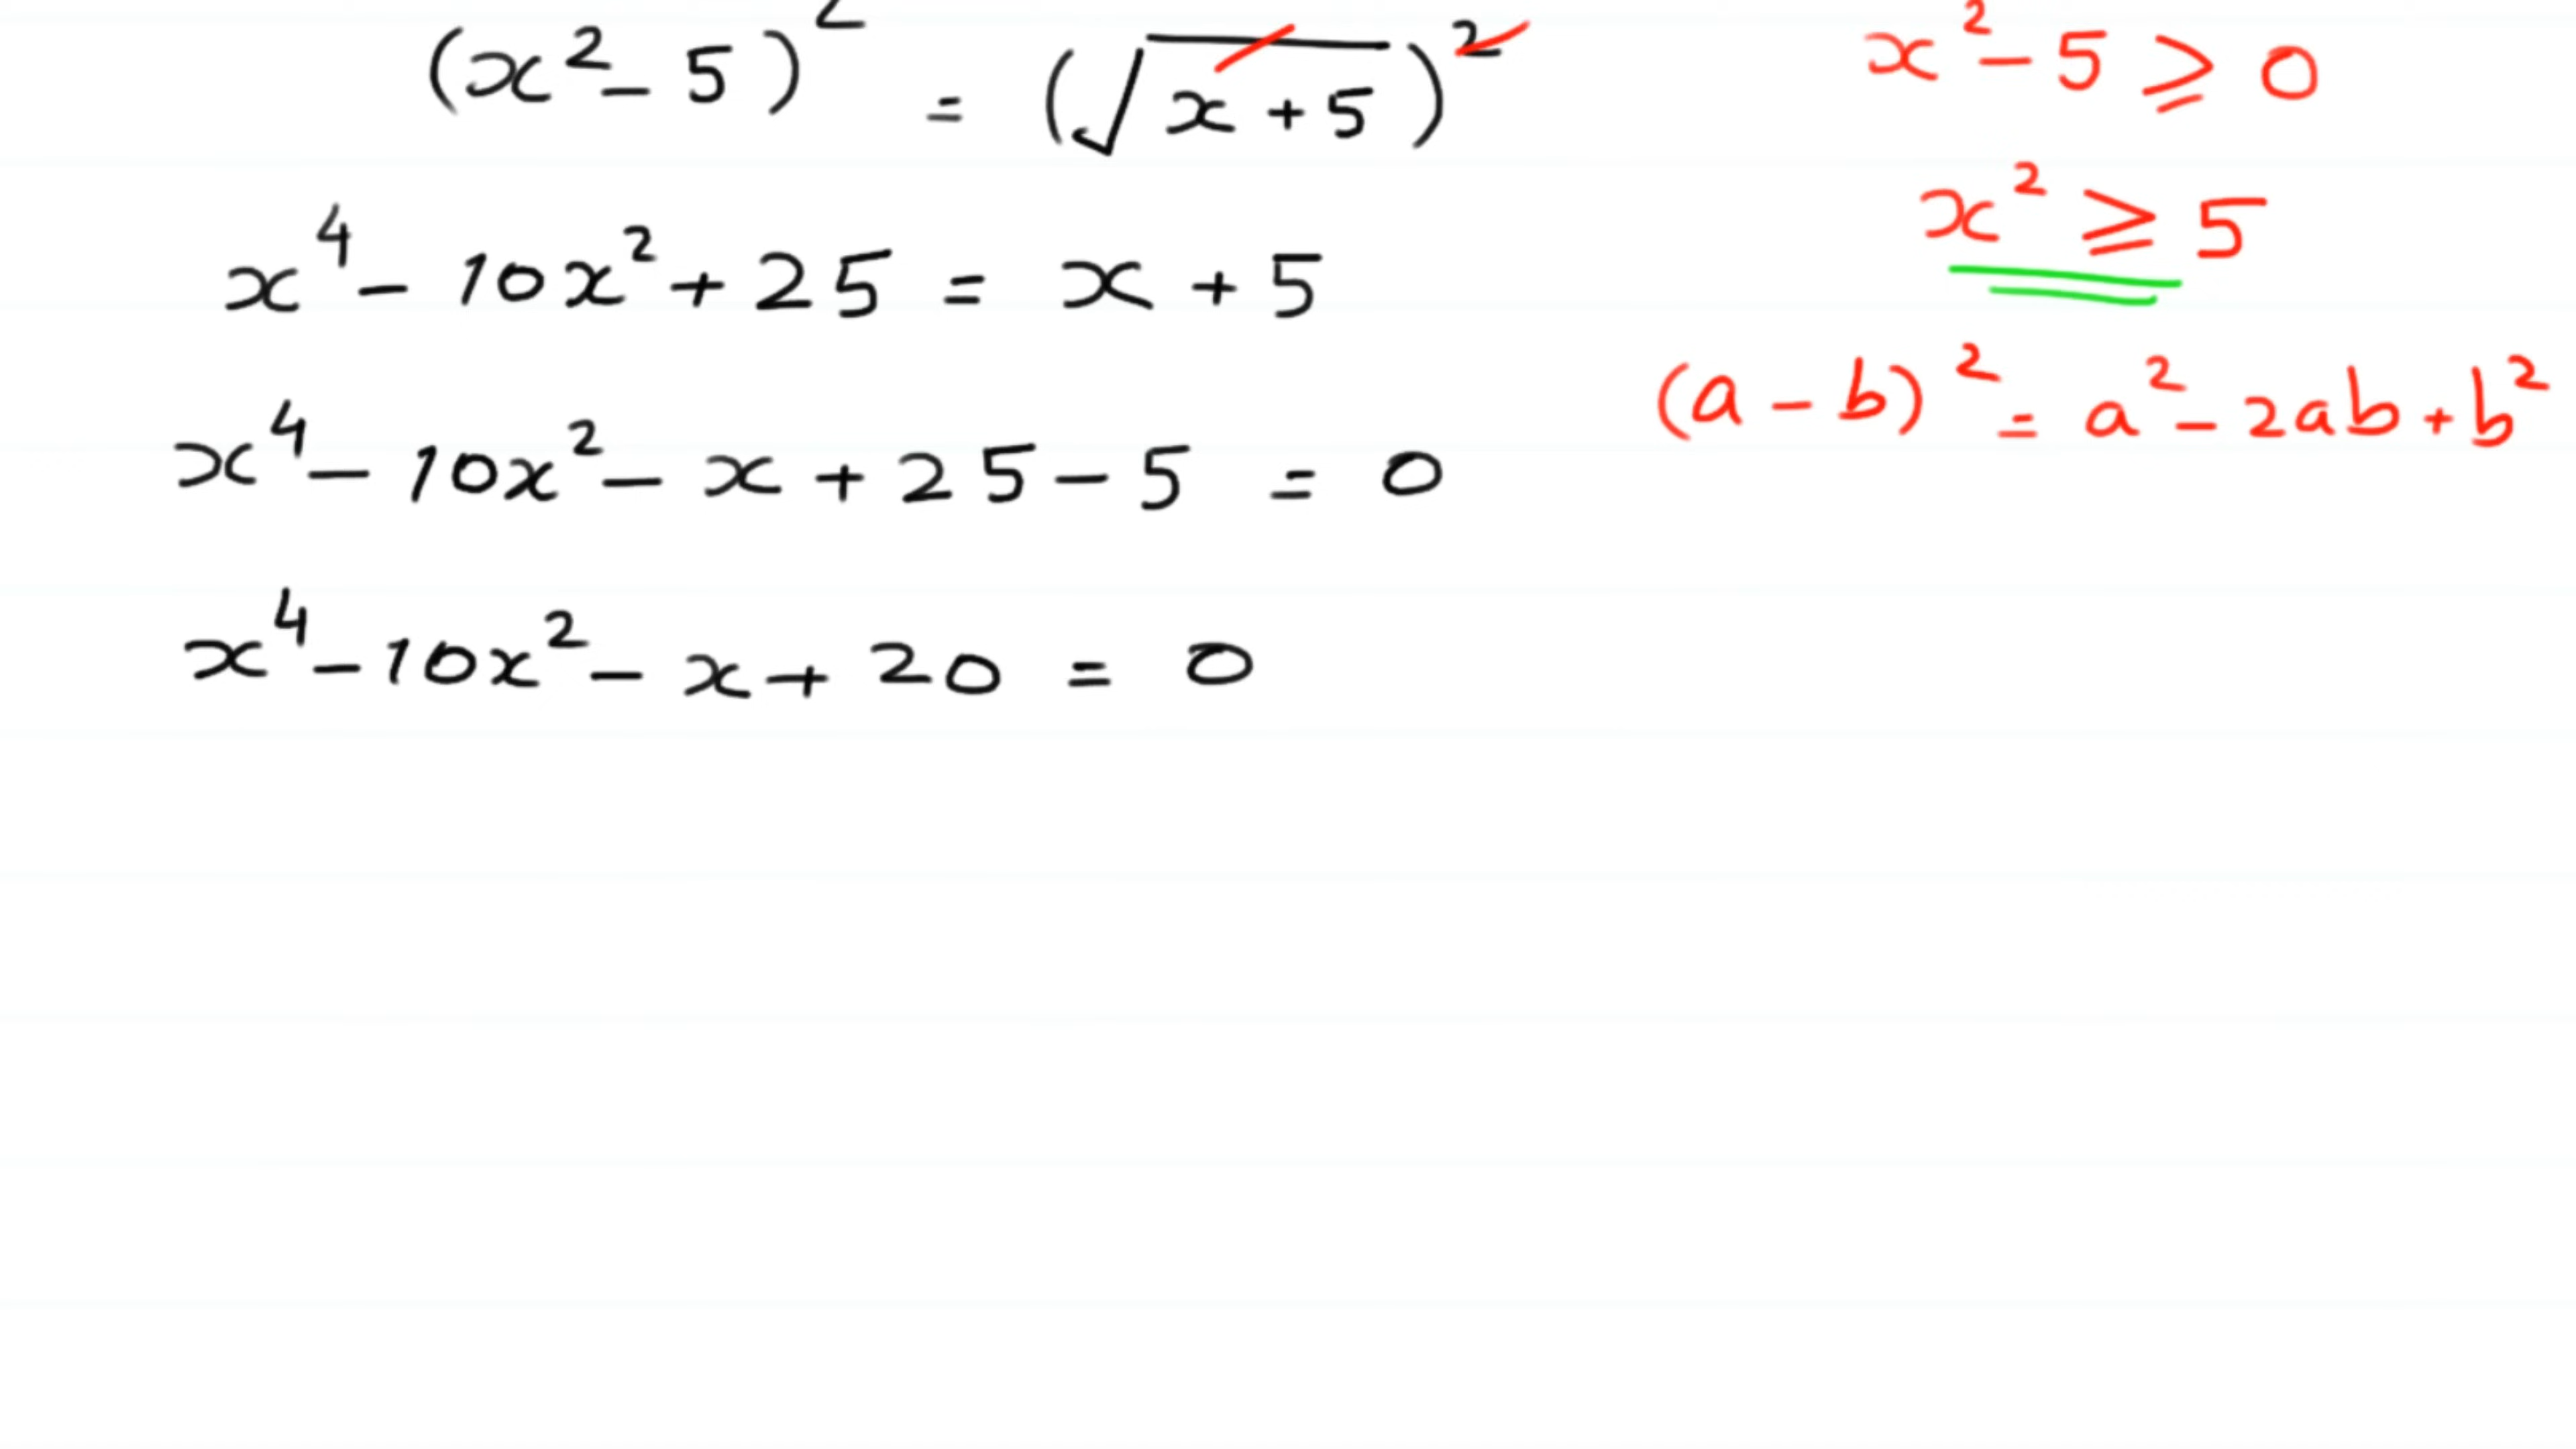 (x² - 5)² = (√(x + 5))²
x⁴ - 10x² + 25 = x + 5
x⁴ - 10x² - x + 25 - 5 = 0
x⁴ - 10x² - x + 20 = 0
x² - 5 ⩾ 0
x² ⩾ 5
(a - b)² = a² - 2ab + b²